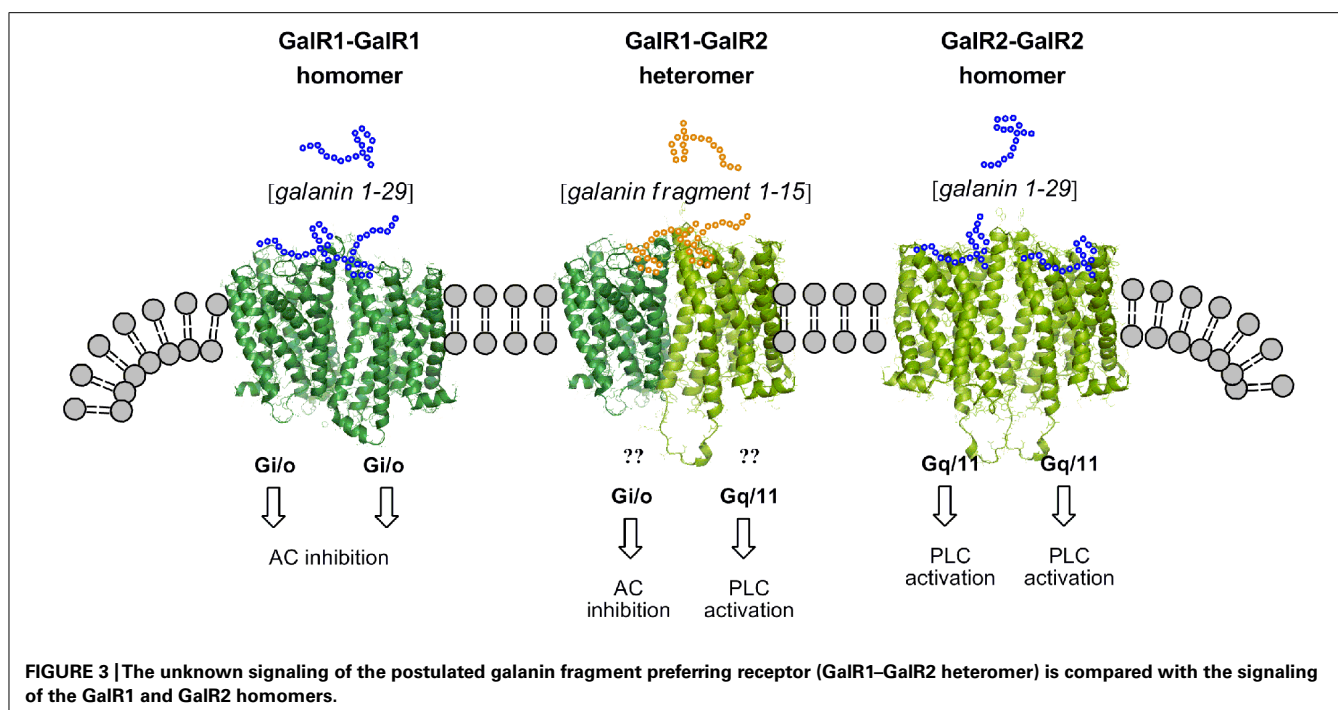 GalR1-GalR1
homomer
GalR1-GalR2
heteromer
GalR2-GalR2
homomer
[galanin 1-29]
[galanin fragment 1-15]
[galanin 1-29]
Gi/o
Gi/o
AC inhibition
??
??
Gi/o
Gq/11
AC
inhibition
PLC
activation
Gq/11
Gq/11
PLC
activation
PLC
activation
FIGURE 3 | The unknown signaling of the postulated galanin fragment preferring receptor (GalR1–GalR2 heteromer) is compared with the signaling
of the GalR1 and GalR2 homomers.